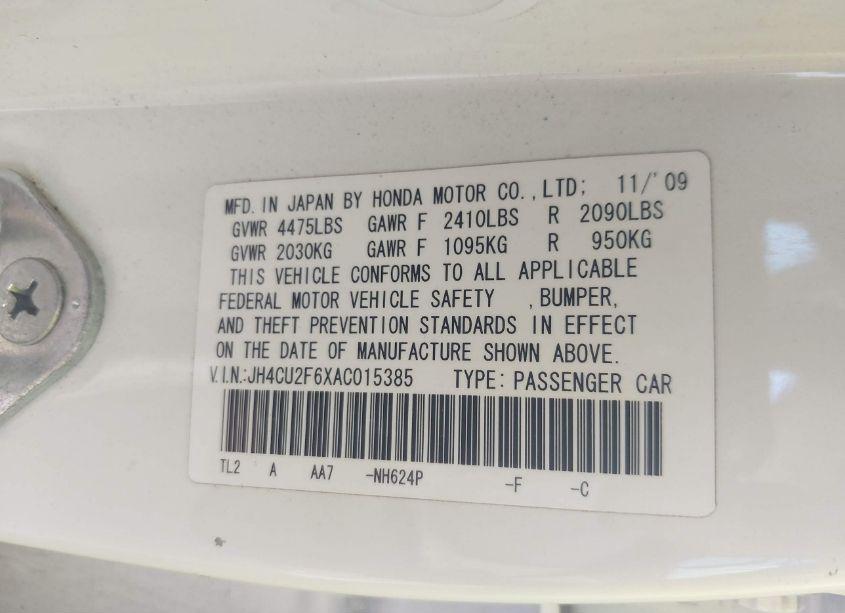 MFD. IN JAPAN BY HONDA MOTOR CO., LTD; 11/'09
GVWR 4475LBS GAWR F 2410LBS R 2090LBS
GVWR 2030KG GAWR F 1095KG R 950KG
THIS VEHICLE CONFORMS TO ALL APPLICABLE
FEDERAL MOTOR VEHICLE SAFETY , BUMPER,
AND THEFT PREVENTION STANDARDS IN EFFECT
ON THE DATE OF MANUFACTURE SHOWN ABOVE.
V.I.N.:JH4CU2F6XAC015385 TYPE: PASSENGER CAR
TL2 A AA7 -NH624P -F -C